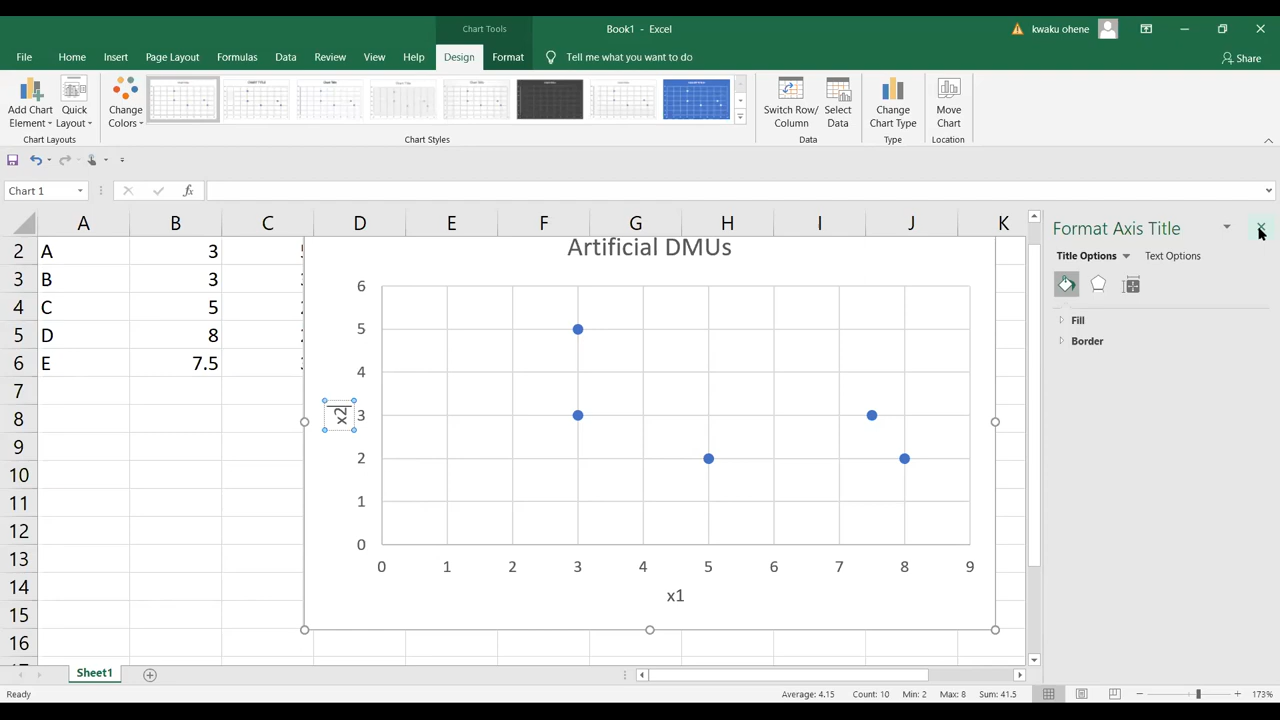 Chart Tools
Book1 - Excel
kwaku ohene
File Home Insert Page Layout Formulas Data Review View Help Design Format Tell me what you want to do Share
Add Chart Element
Quick Layout
Change Colors
Switch Row/ Column
Select Data
Change Chart Type
Move Chart
Chart Layouts
Chart Styles
Data
Type
Location
Chart 1
fx
A B C D E F G H I J K
2 A 3
3 B 3
4 C 5
5 D 8
6 E 7.5
7
8
9
10
11
12
13
14
15
16
Artificial DMUs
6
5
4
3
2
1
0
x2
0 1 2 3 4 5 6 7 8 9
x1
Format Axis Title
Title Options Text Options
Fill
Border
Sheet1
Ready
Average: 4.15 Count: 10 Min: 2 Max: 8 Sum: 41.5
173%